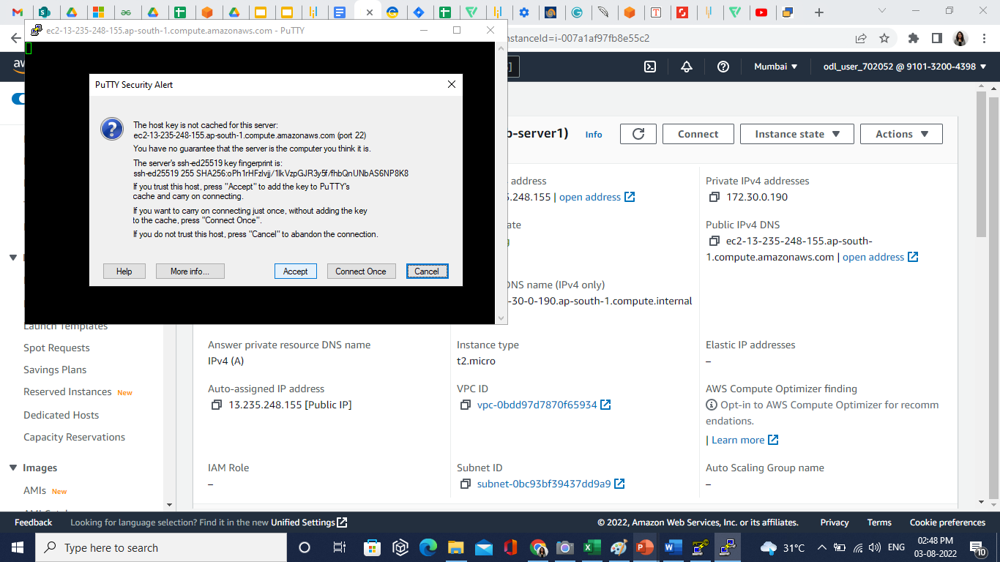 ec2-13-235-248-155.ap-south-1.compute.amazonaws.com - PuTTY
nstanceId=i-007a1af97fb8e55c2
Mumbai
odl_user_702052 @ 9101-3200-4398
PuTTY Security Alert
The host key is not cached for this server:
ec2-13-235-248-155.ap-south-1.compute.amazonaws.com (port 22)
You have no guarantee that the server is the computer you think it is.
The server's ssh-ed25519 key fingerprint is:
ssh-ed25519 255 SHA256:oPh1rHFzlvjj/1lkVzpGJR3y5f/fhbQnUNbAS6NP8K8
If you trust this host, press "Accept" to add the key to PuTTY's
cache and carry on connecting.
If you want to carry on connecting just once, without adding the key
to the cache, press "Connect Once".
If you do not trust this host, press "Cancel" to abandon the connection.
Help
More info...
Accept
Connect Once
Cancel
-server1)
Info
Connect
Instance state
Actions
address
.248.155 | open address
Private IPv4 addresses
172.30.0.190
Public IPv4 DNS
ec2-13-235-248-155.ap-south-
1.compute.amazonaws.com | open address
DNS name (IPv4 only)
-30-0-190.ap-south-1.compute.internal
Launch Templates
Spot Requests
Savings Plans
Reserved Instances New
Dedicated Hosts
Capacity Reservations
Images
AMIs New
Answer private resource DNS name
IPv4 (A)
Instance type
t2.micro
Elastic IP addresses
–
Auto-assigned IP address
13.235.248.155 [Public IP]
VPC ID
vpc-0bdd97d7870f65934
AWS Compute Optimizer finding
Opt-in to AWS Compute Optimizer for recomm
endations.
| Learn more
IAM Role
–
Subnet ID
subnet-0bc93bf39437dd9a9
Auto Scaling Group name
–
Feedback
Looking for language selection? Find it in the new Unified Settings
© 2022, Amazon Web Services, Inc. or its affiliates.
Privacy
Terms
Cookie preferences
Type here to search
31°C
ENG
02:48 PM
03-08-2022
10